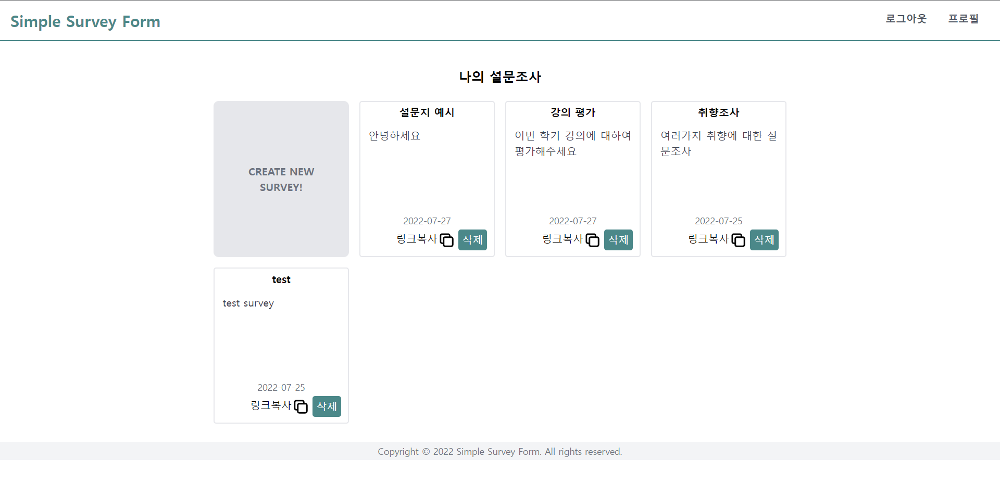 Simple Survey Form
로그아웃 프로필
나의 설문조사
CREATE NEW
SURVEY!
설문지 예시
안녕하세요
2022-07-27
링크복사 삭제
강의 평가
이번 학기 강의에 대하여
평가해주세요
2022-07-27
링크복사 삭제
취향조사
여러가지 취향에 대한 설
문조사
2022-07-25
링크복사 삭제
test
test survey
2022-07-25
링크복사 삭제
Copyright © 2022 Simple Survey Form. All rights reserved.